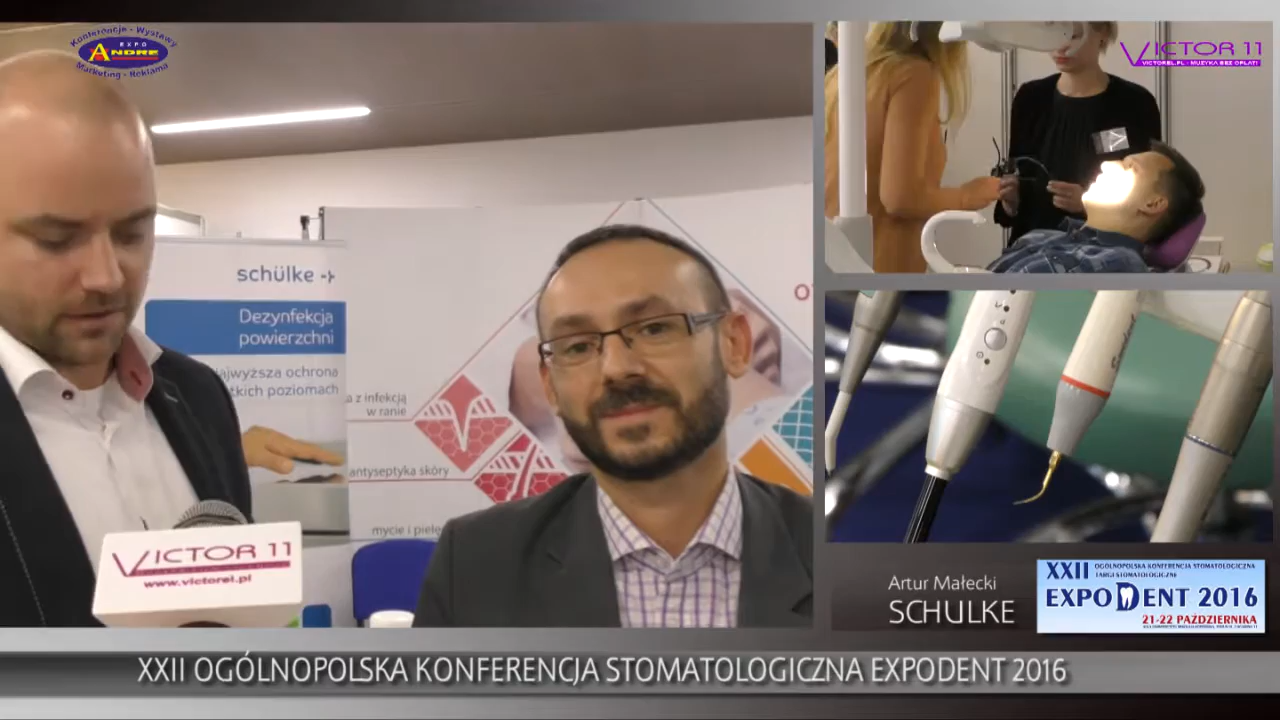 Konferencje - Wystawy
EXPO
ANDRE
Marketing - Reklama
VICTOR 11
VICTOREL.PL - MUZYKA BEZ OPŁAT!
schülke
Dezynfekcja
powierzchni
ajwyższa ochrona
tkich poziomach
a z infekcją
w ranie
antyseptyka skóry
mycie i pielę
O
VICTOR 11
www.victorel.pl
Artur Małecki
SCHULKE
XXII OGÓLNOPOLSKA KONFERENCJA STOMATOLOGICZNA
TARGI STOMATOLOGICZNE
EXPODENT 2016
21-22 PAŹDZIERNIKA
XXII OGÓLNOPOLSKA KONFERENCJA STOMATOLOGICZNA EXPODENT 2016